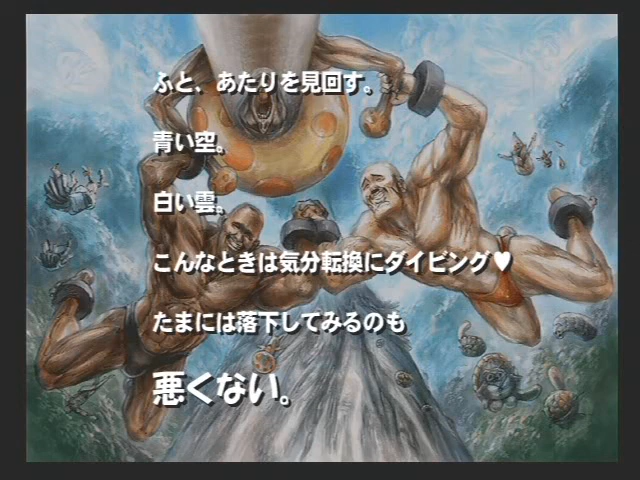 ふと、あたりを見回す。
青い空。
白い雲。
こんなときは気分転換にダイビング♥
たまには落下してみるのも
悪くない。